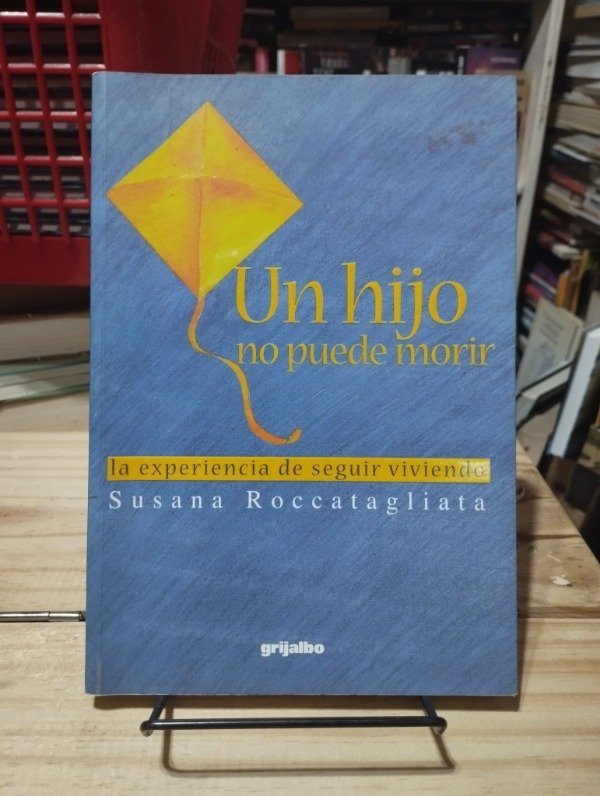 Un hijo
no puede morir
la experiencia de seguir viviendo
Susana Roccatagliata
grijalbo